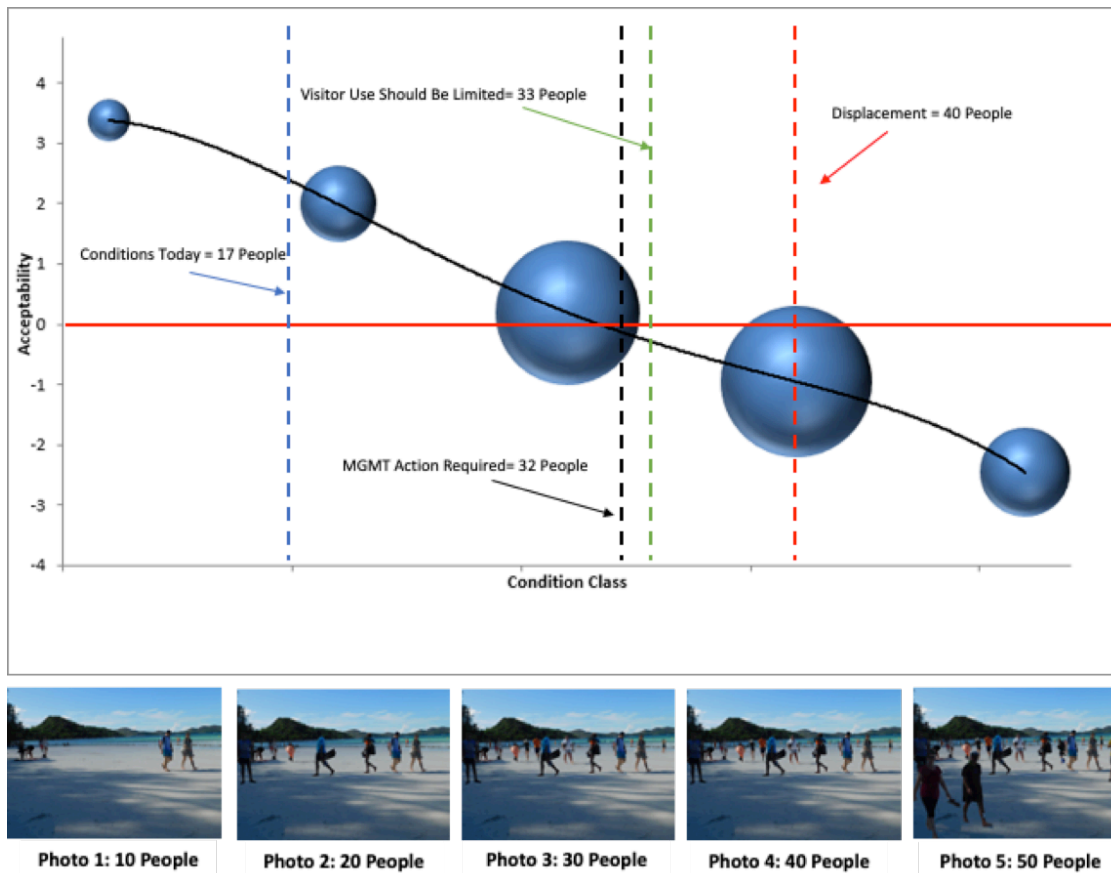 4
3
2
1
0
-1
-2
-3
-4
Acceptability
Visitor Use Should Be Limited= 33 People
Displacement = 40 People
Conditions Today = 17 People
MGMT Action Required= 32 People
Condition Class
Photo 1: 10 People
Photo 2: 20 People
Photo 3: 30 People
Photo 4: 40 People
Photo 5: 50 People